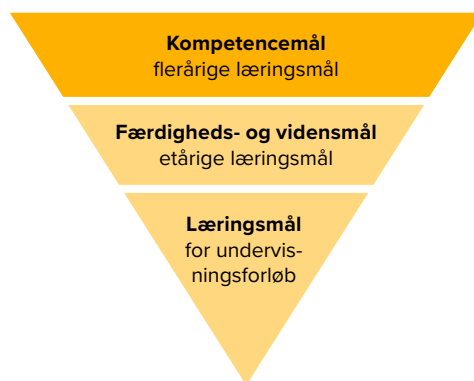 Kompetencemål
flerårige læringsmål
Færdigheds- og vidensmål
etårige læringsmål
Læringsmål
for undervis-
ningsforløb